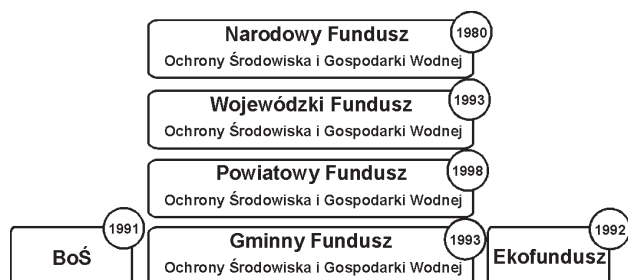 Narodowy Fundusz
1980
Ochrony Środowiska i Gospodarki Wodnej
Wojewódzki Fundusz
1993
Ochrony Środowiska i Gospodarki Wodnej
Powiatowy Fundusz
1998
Ochrony Środowiska i Gospodarki Wodnej
1991
BoŚ
Gminny Fundusz
1993
Ochrony Środowiska i Gospodarki Wodnej
1992
Ekofundusz